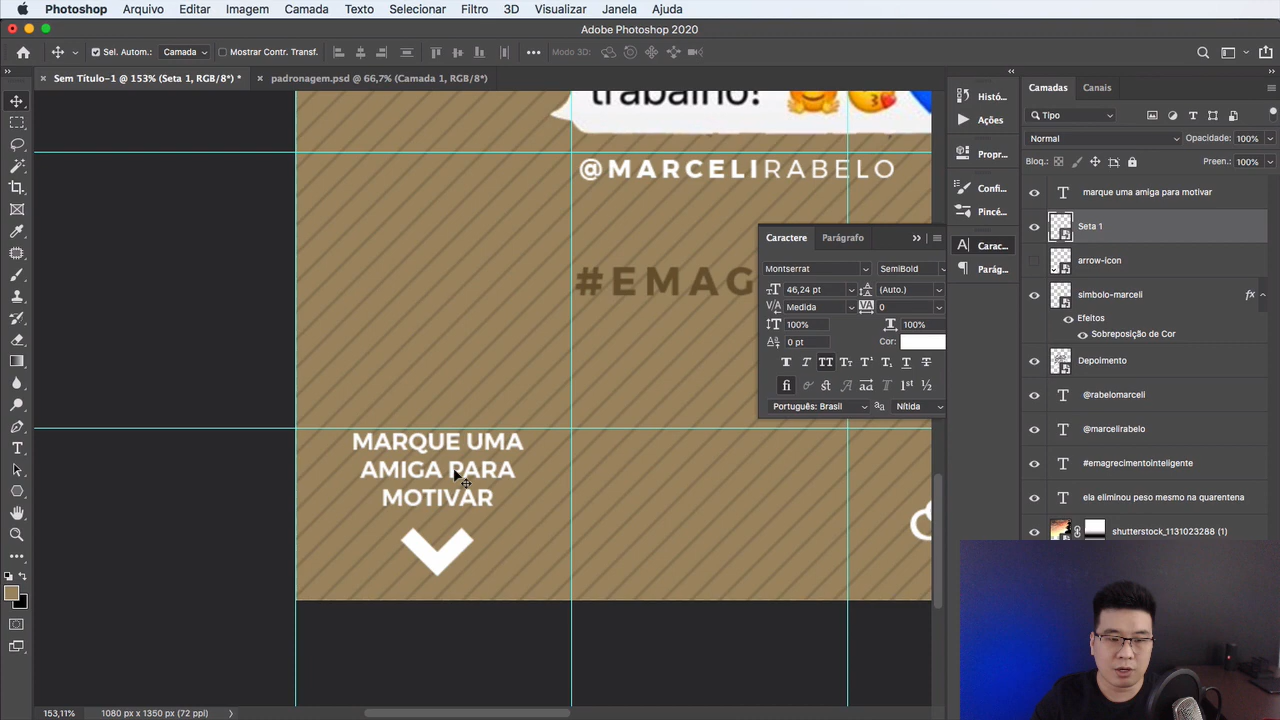 Photoshop Arquivo Editar Imagem Camada Texto Selecionar Filtro 3D Visualizar Janela Ajuda
Adobe Photoshop 2020
Sel. Autom.: Camada Mostrar Contr. Transf. Modo 3D:
Sem Título-1 @ 153% (Seta 1, RGB/8*) * padronagem.psd @ 66,7% (Camada 1, RGB/8*)
trabalho!
@MARCELIRABELO
#EMAG
MARQUE UMA
AMIGA PARA
MOTIVAR
Caractere Parágrafo
Montserrat SemiBold
46,24 pt (Auto.)
Medida 0
100% 100%
0 pt Cor:
Português: Brasil Nítida
Histó...
Ações
Propr...
Confi...
Pincé...
Carac...
Parág...
Camadas Canais
Tipo
Normal Opacidade: 100%
Bloq.: Preen.: 100%
marque uma amiga para motivar
Seta 1
arrow-icon
simbolo-marceli fx
Efeitos
Sobreposição de Cor
Depoimento
@rabelomarceli
@marcelirabelo
#emagrecimentointeligente
ela eliminou peso mesmo na quarentena
shutterstock_1131023288 (1)
153,11% 1080 px x 1350 px (72 ppi)